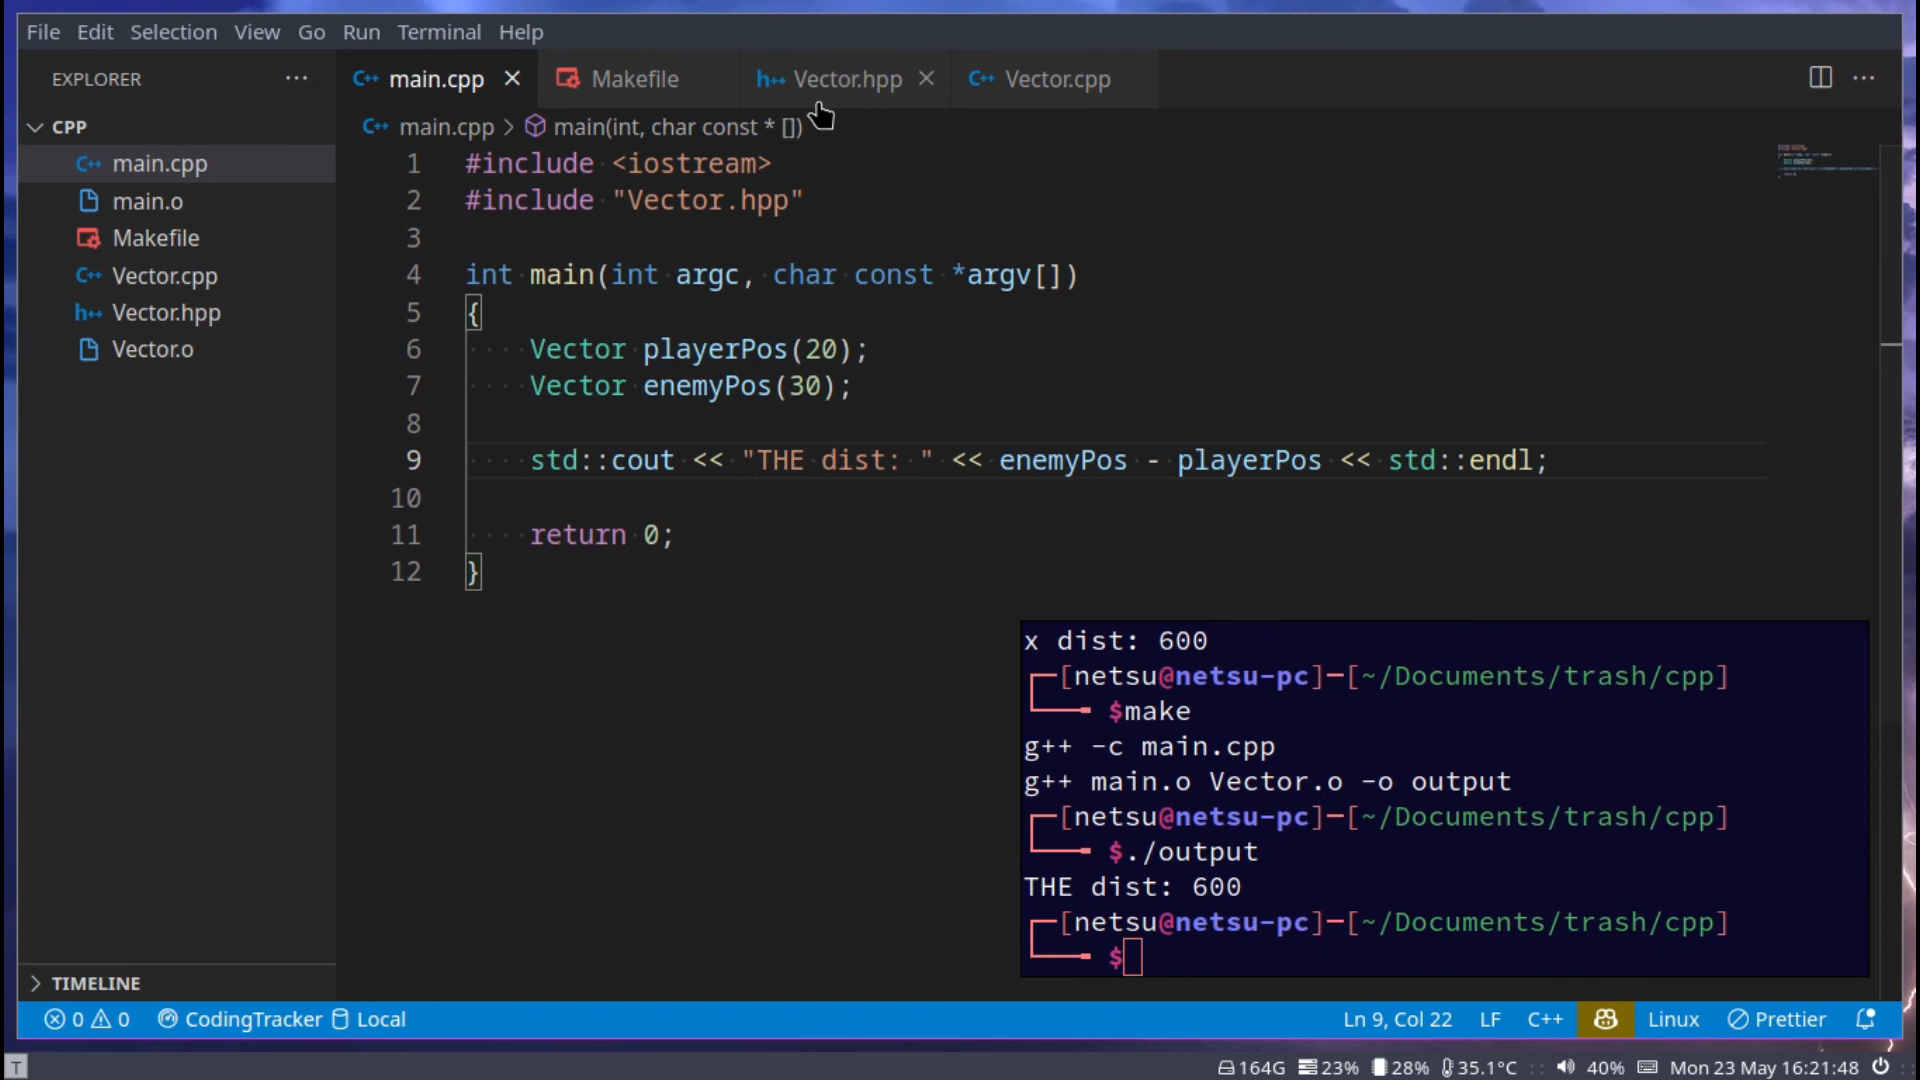 File Edit Selection View Go Run Terminal Help
EXPLORER ···
main.cpp Makefile Vector.hpp Vector.cpp
CPP
main.cpp
main.o
Makefile
Vector.cpp
Vector.hpp
Vector.o
TIMELINE
main.cpp > main(int, char const * [])
1 #include <iostream>
2 #include "Vector.hpp"
3
4 int main(int argc, char const *argv[])
5 {
6 Vector playerPos(20);
7 Vector enemyPos(30);
8
9 std::cout << "THE dist: " << enemyPos - playerPos << std::endl;
10
11 return 0;
12 }
x dist: 600
[netsu@netsu-pc]─[~/Documents/trash/cpp]
$make
g++ -c main.cpp
g++ main.o Vector.o -o output
[netsu@netsu-pc]─[~/Documents/trash/cpp]
$./output
THE dist: 600
[netsu@netsu-pc]─[~/Documents/trash/cpp]
$
0 0 CodingTracker Local Ln 9, Col 22 LF C++ Linux Prettier
T 164G 23% 28% 35.1°C :: 40% Mon 23 May 16:21:48